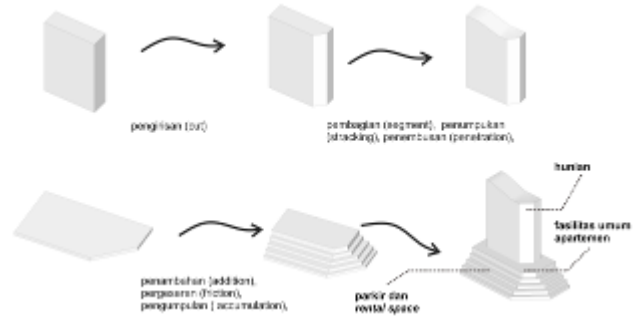 pengirisan (cut)
pembagian (segment), penumpukan
(stracking), penembusan (penetration),
hunian
fasilitas umum
apartemen
penambahan (addition),
pergeseran (friction),
pengumpulan ( accumulation),
parkir dan
rental space